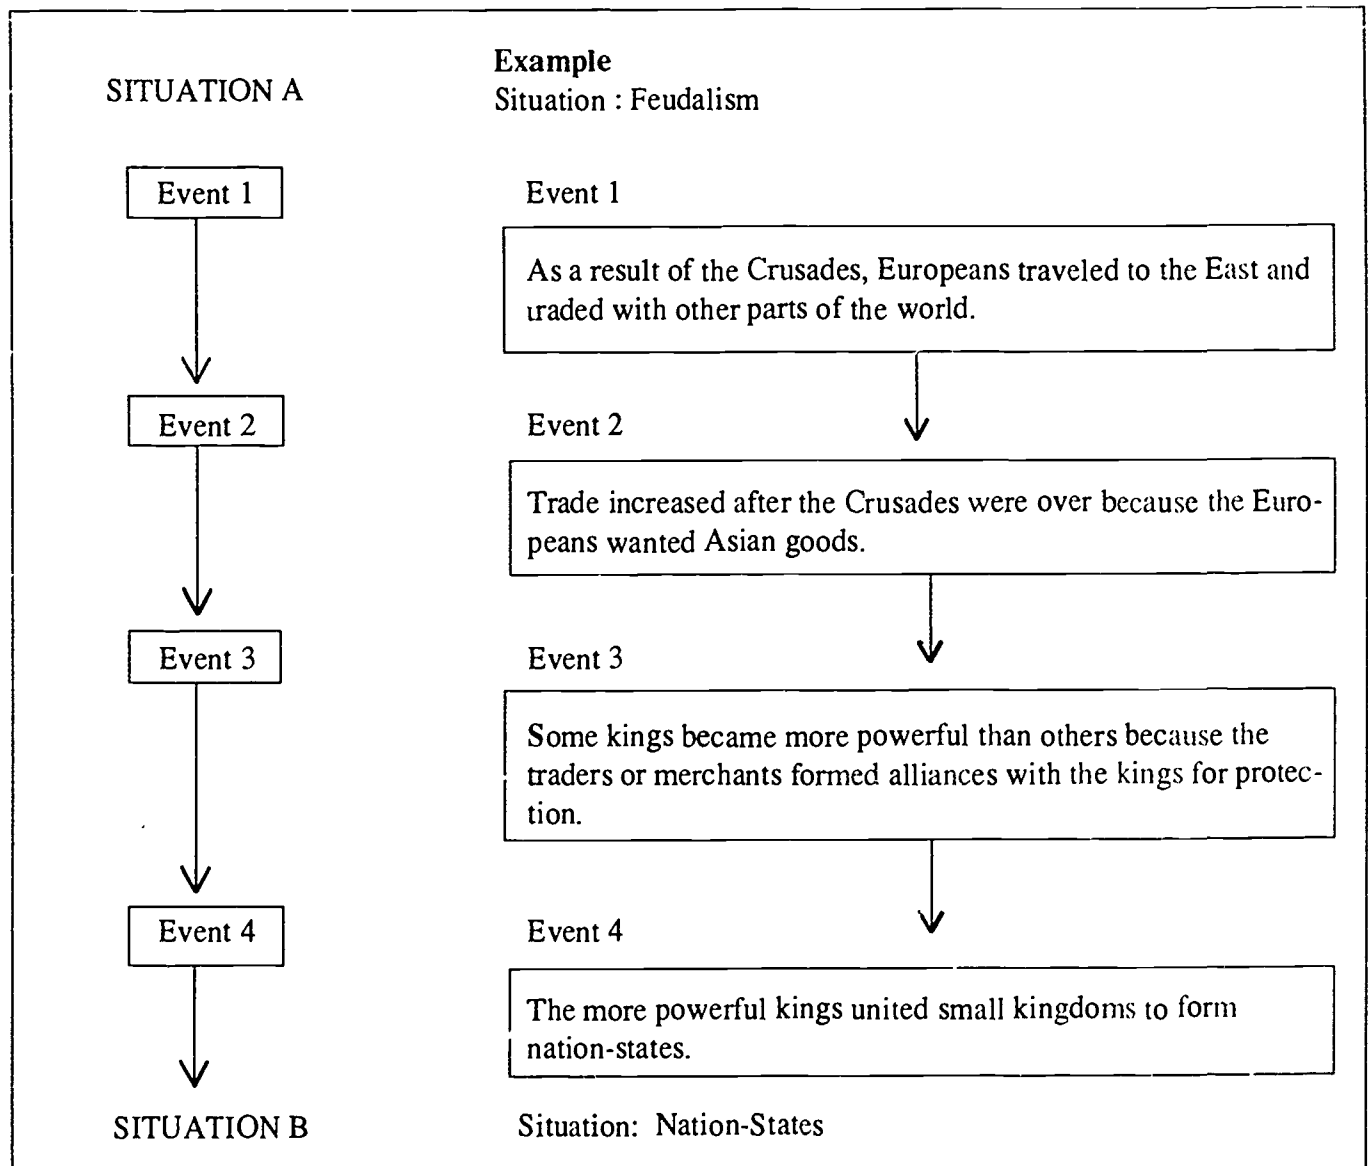 SITUATION A
Event 1
Event 2
Event 3
Event 4
SITUATION B
Example
Situation : Feudalism
Event 1
As a result of the Crusades, Europeans traveled to the East and
traded with other parts of the world.
Event 2
Trade increased after the Crusades were over because the Euro-
peans wanted Asian goods.
Event 3
Some kings became more powerful than others because the
traders or merchants formed alliances with the kings for protec-
tion.
Event 4
The more powerful kings united small kingdoms to form
nation-states.
Situation: Nation-States